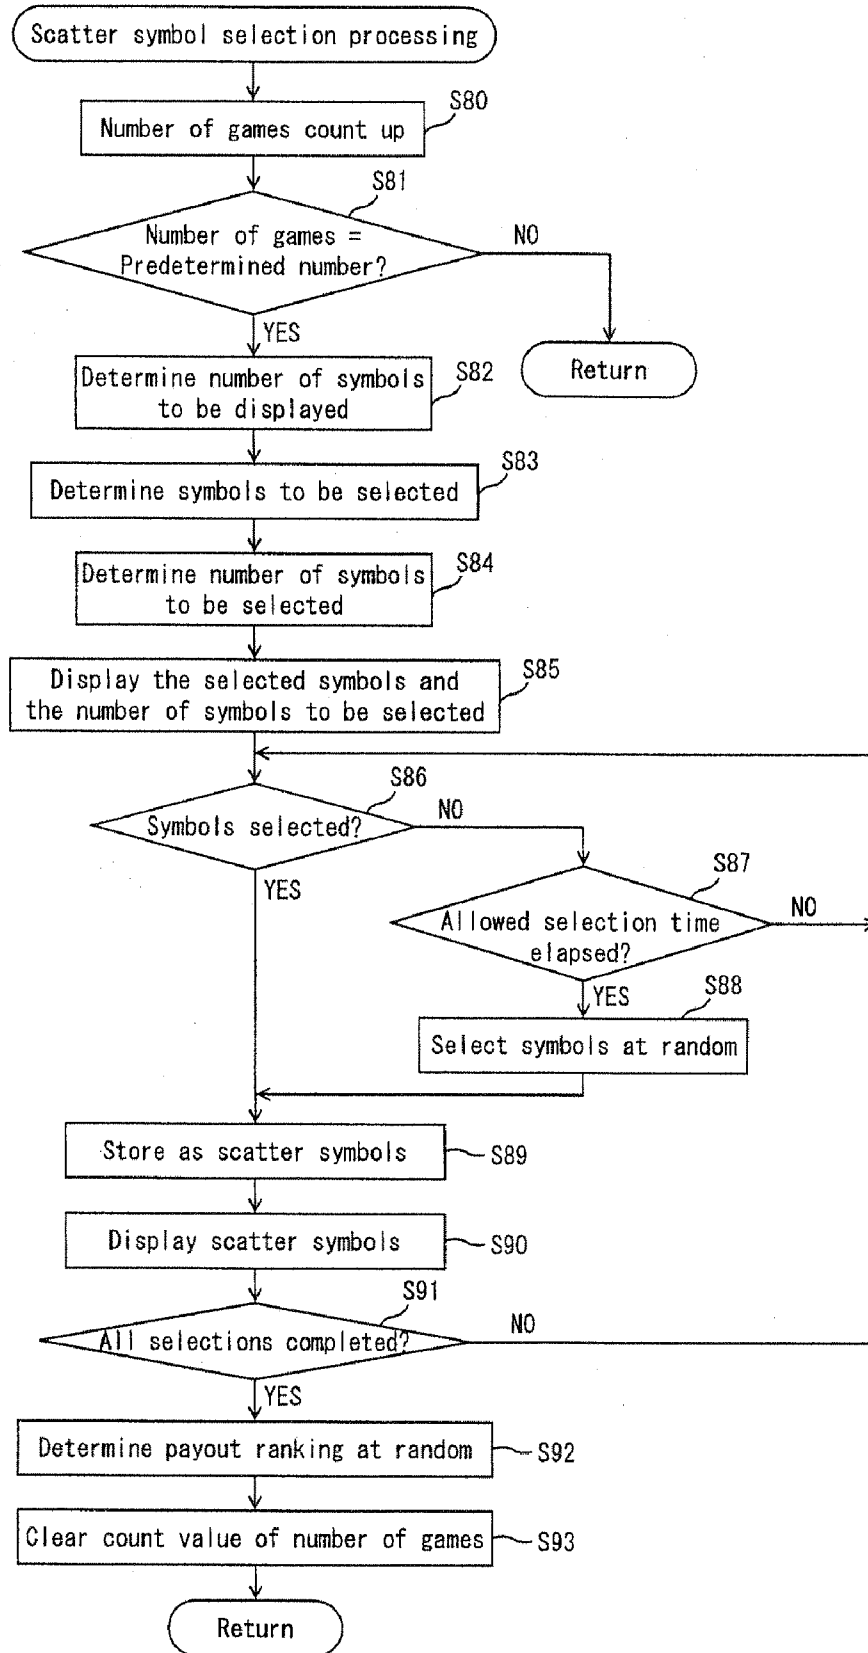 Scatter symbol selection processing
S80
Number of games count up
S81
Number of games =
Predetermined number?
NO
YES
Return
Determine number of symbols
to be displayed
S82
S83
Determine symbols to be selected
S84
Determine number of symbols
to be selected
S85
Display the selected symbols and
the number of symbols to be selected
S86
Symbols selected?
NO
YES
S87
Allowed selection time
elapsed?
NO
YES
S88
Select symbols at random
Store as scatter symbols
S89
Display scatter symbols
S90
S91
All selections completed?
NO
YES
Determine payout ranking at random
S92
Clear count value of number of games
S93
Return